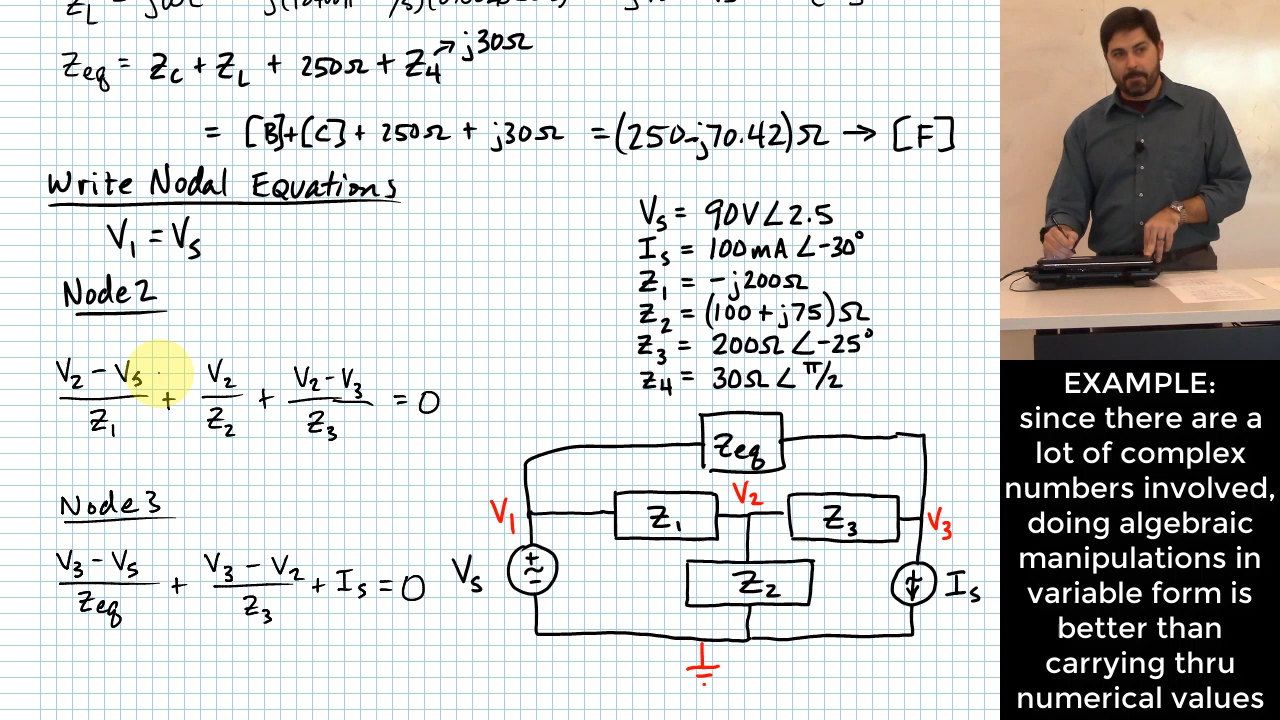 Zeq = Zc + ZL + 250Ω + Z4 → j30Ω
= [B]+[C] + 250Ω + j30Ω = (250-j70.42)Ω → [F]
Write Nodal Equations
V1 = Vs
Node 2
(V2 - Vs)/Z1 + V2/Z2 + (V2 - V3)/Z3 = 0
Node 3
(V3 - Vs)/Zeq + (V3 - V2)/Z3 + Is = 0
Vs = 90V∠2.5
Is = 100mA∠-30°
Z1 = -j200Ω
Z2 = (100 + j75)Ω
Z3 = 200Ω∠-25°
Z4 = 30Ω∠π/2
Zeq
V1
Z1
V2
Z3
V3
Vs
+
~
-
Z2
Is
EXAMPLE:
since there are a
lot of complex
numbers involved,
doing algebraic
manipulations in
variable form is
better than
carrying thru
numerical values